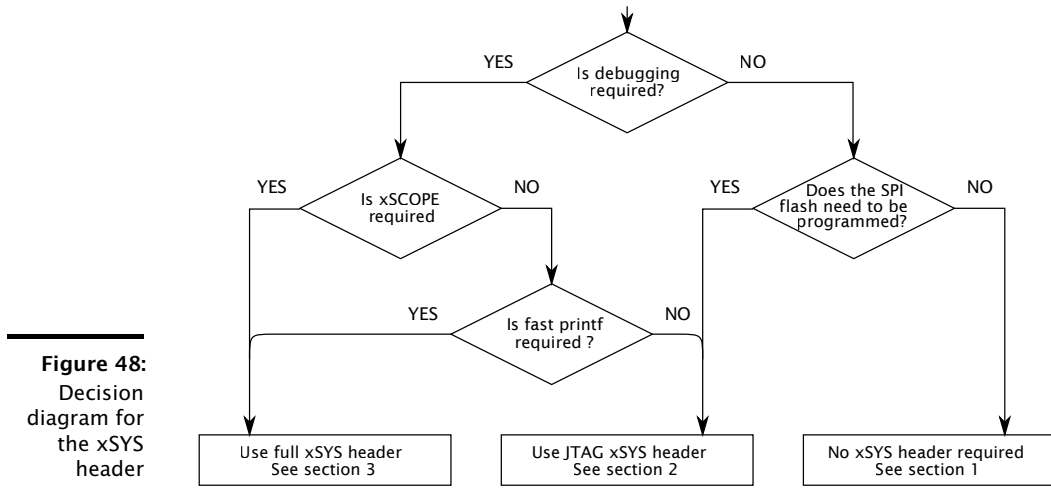 YES
Is debugging
required?
NO
YES
Is xSCOPE
required
NO
YES
Does the SPI
flash need to be
programmed?
NO
YES
Is fast printf
required ?
NO
Figure 48:
Decision
diagram for
the xSYS
header
Use full xSYS header
See section 3
Use JTAG xSYS header
See section 2
No xSYS header required
See section 1